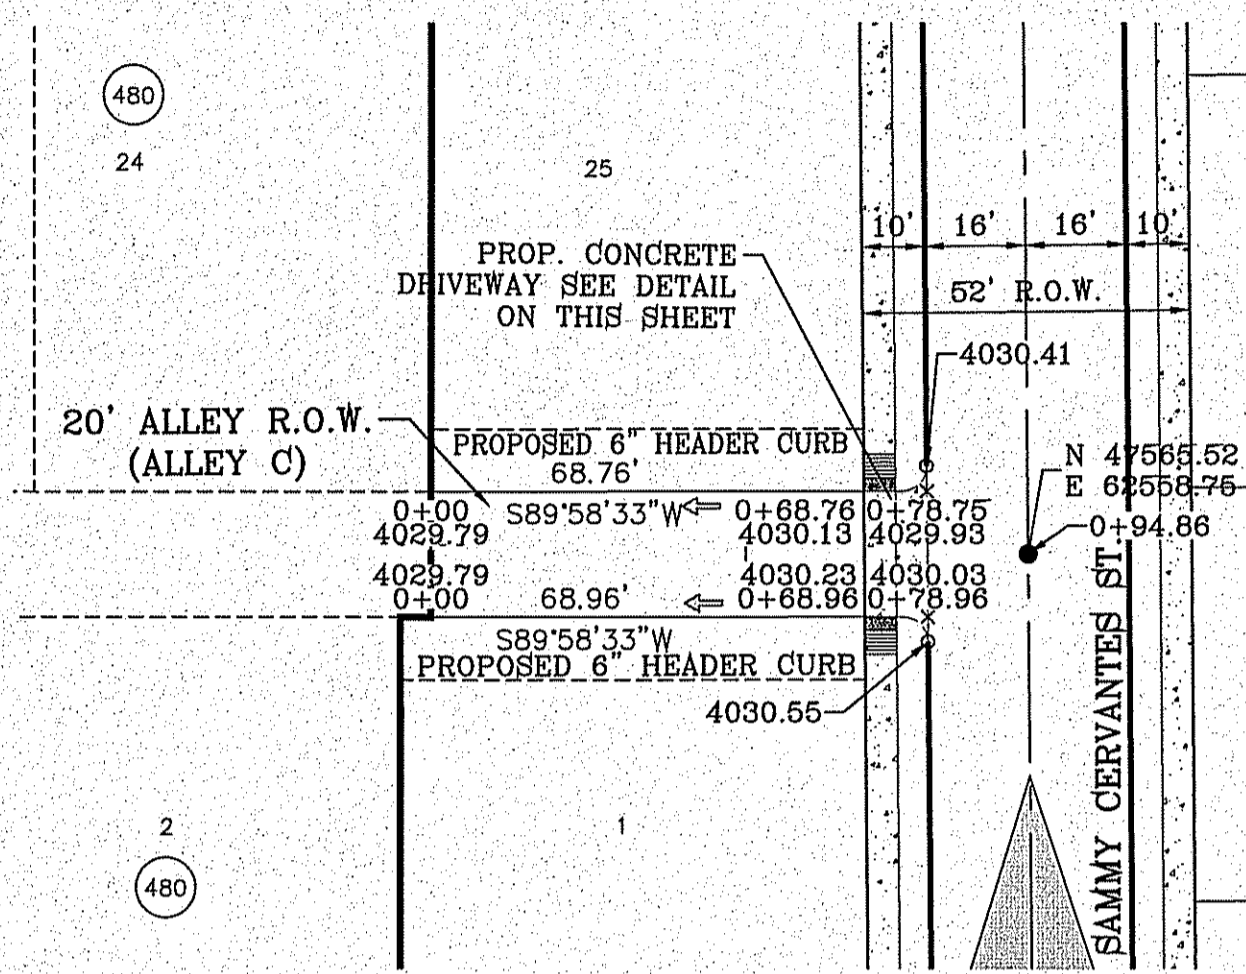 480
24
25
10' 16' 16' 10'
52' R.O.W.
PROP. CONCRETE
DRIVEWAY SEE DETAIL
ON THIS SHEET
4030.41
20' ALLEY R.O.W.
(ALLEY C)
PROPOSED 6" HEADER CURB
68.76'
N 47565.52
E 62558.75
0+00 S89°58'33"W 0+68.76 0+78.75
4029.79 4030.13 4029.93
0+94.86
4029.79 4030.23 4030.03
0+00 68.96' 0+68.96 0+78.96
S89°58'33"W
PROPOSED 6" HEADER CURB
4030.55
SAMMY CERVANTES ST.
2
1
480